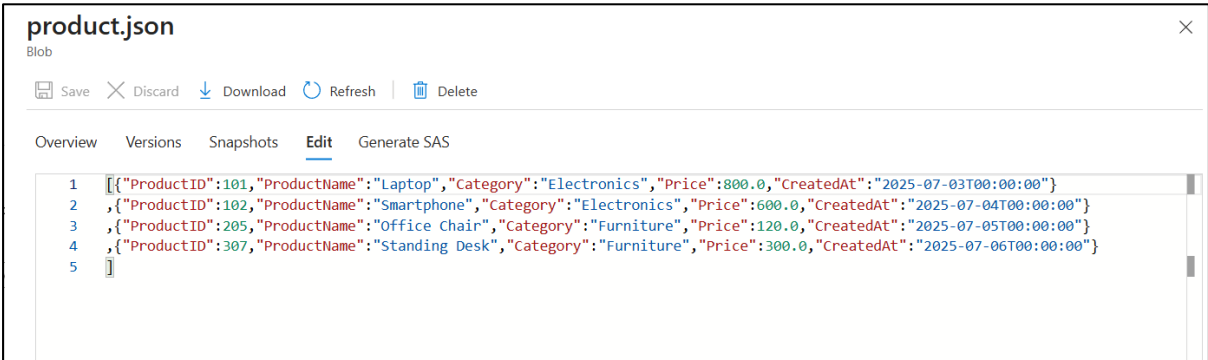 product.json
Blob
Save Discard Download Refresh Delete
Overview Versions Snapshots Edit Generate SAS
1 [{"ProductID":101,"ProductName":"Laptop","Category":"Electronics","Price":800.0,"CreatedAt":"2025-07-03T00:00:00"}
2 ,{"ProductID":102,"ProductName":"Smartphone","Category":"Electronics","Price":600.0,"CreatedAt":"2025-07-04T00:00:00"}
3 ,{"ProductID":205,"ProductName":"Office Chair","Category":"Furniture","Price":120.0,"CreatedAt":"2025-07-05T00:00:00"}
4 ,{"ProductID":307,"ProductName":"Standing Desk","Category":"Furniture","Price":300.0,"CreatedAt":"2025-07-06T00:00:00"}
5 ]